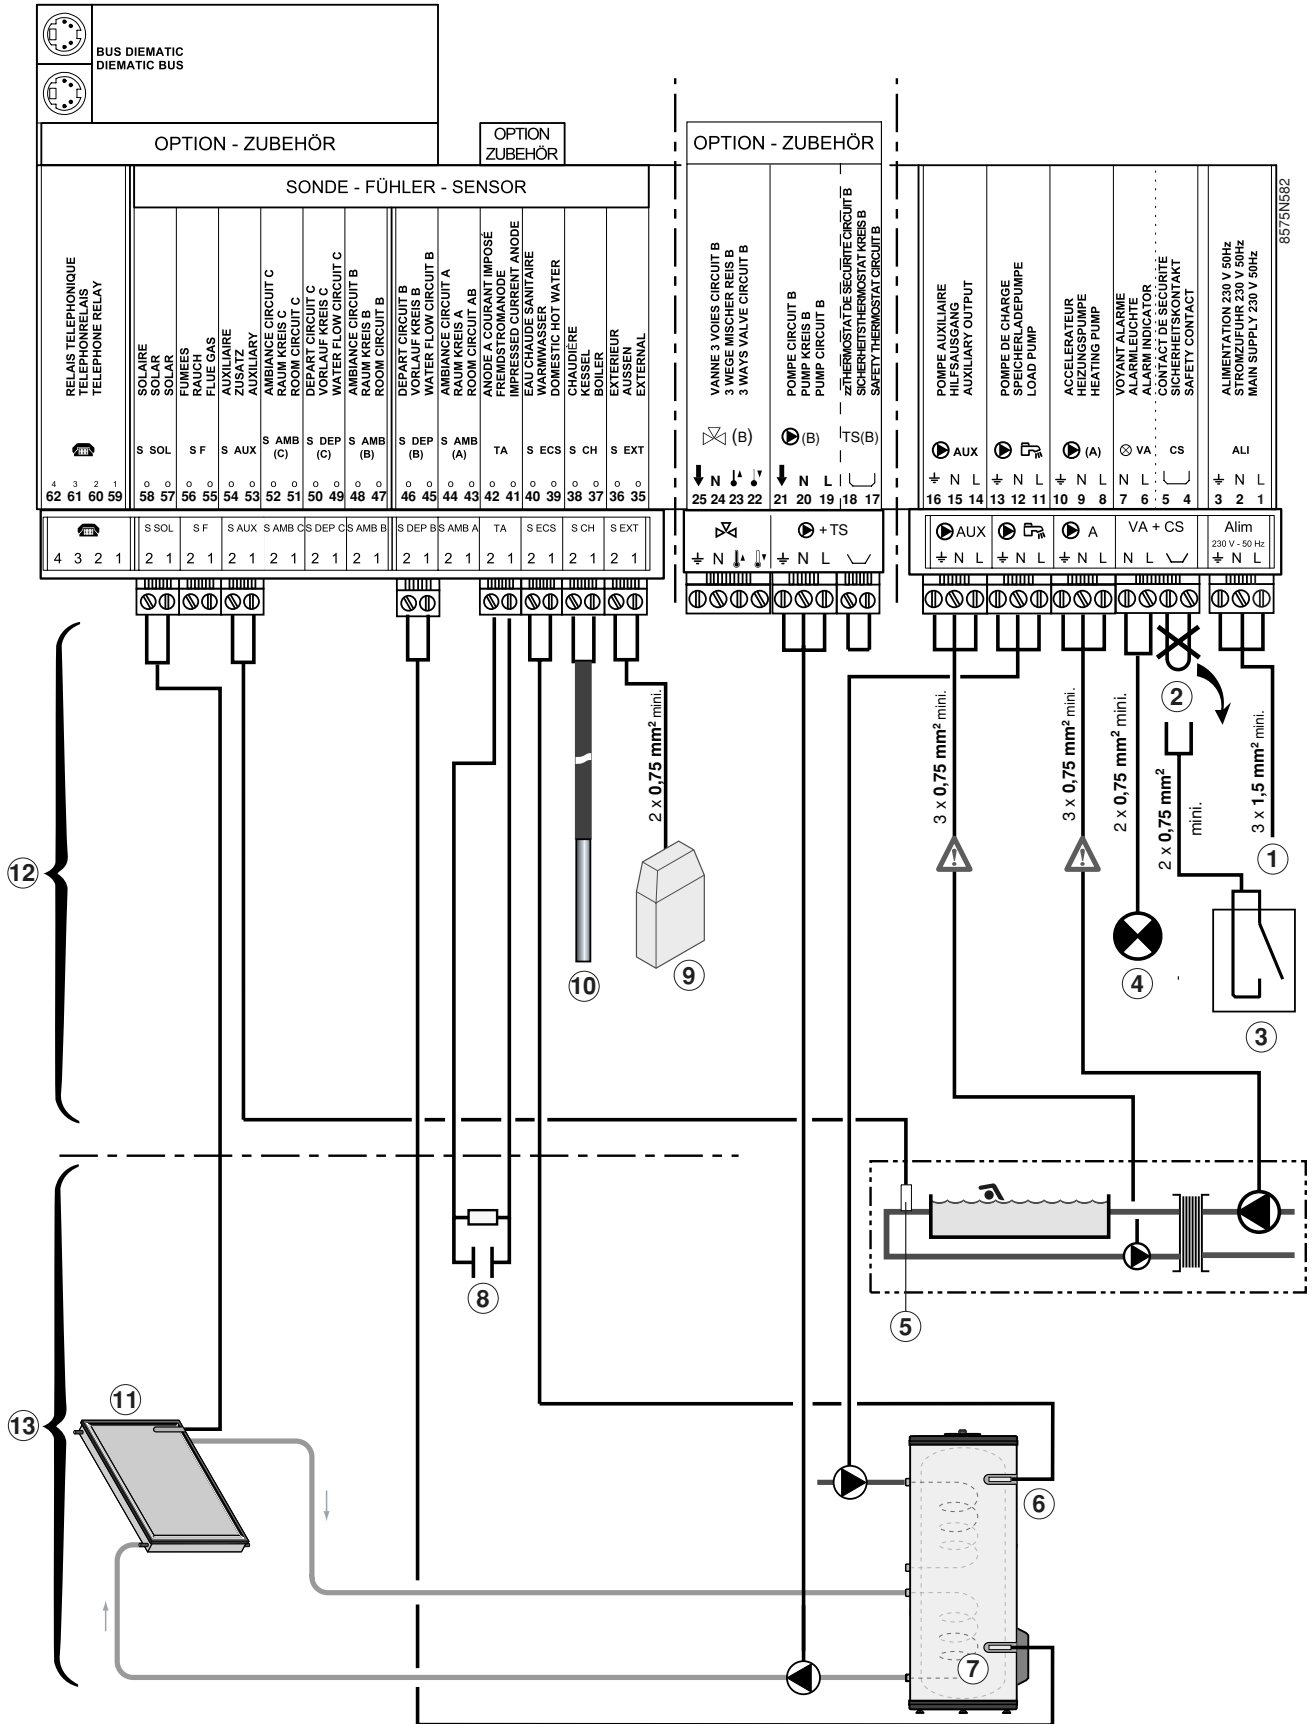 BUS DIEMATIC
DIEMATIC BUS
OPTION - ZUBEHÖR
OPTION
ZUBEHÖR
OPTION - ZUBEHÖR
SONDE - FÜHLER - SENSOR
8575N582
RELAIS TELEPHONIQUE
TELEPHONRELAIS
TELEPHONE RELAY
SOLAIRE
SOLAR
SOLAR
FUMEES
RAUCH
FLUE GAS
AUXILIAIRE
ZUSATZ
AUXILIARY
AMBIANCE CIRCUIT C
RAUM KREIS C
ROOM CIRCUIT C
DEPART CIRCUIT C
VORLAUF KREIS C
WATER FLOW CIRCUIT C
AMBIANCE CIRCUIT B
RAUM KREIS B
ROOM CIRCUIT B
DEPART CIRCUIT B
VORLAUF KREIS B
WATER FLOW CIRCUIT B
AMBIANCE CIRCUIT A
RAUM KREIS A
ROOM CIRCUIT AB
ANODE A COURANT IMPOSÉ
FREMDSTROMANODE
IMPRESSED CURRENT ANODE
EAU CHAUDE SANITAIRE
WARMWASSER
DOMESTIC HOT WATER
CHAUDIÈRE
KESSEL
BOILER
EXTERIEUR
AUSSEN
EXTERNAL
VANNE 3 VOIES CIRCUIT B
3 WEGE MISCHER REIS B
3 WAYS VALVE CIRCUIT B
POMPE CIRCUIT B
PUMP KREIS B
PUMP CIRCUIT B
zZTHERMOSTAT DE SECURITE CIRCUIT B
SICHERHEITSTHERMOSTAT KREIS B
SAFETY THERMOSTAT CIRCUIT B
POMPE AUXILIAIRE
HILFSAUSGANG
AUXILIARY OUTPUT
POMPE DE CHARGE
SPEICHERLADEPUMPE
LOAD PUMP
ACCELERATEUR
HEIZUNGSPUMPE
HEATING PUMP
VOYANT ALARME
ALARMLEUCHTE
ALARM INDICATOR
CONTACT DE SECURITE
SICHERHEITSKONTAKT
SAFETY CONTACT
ALIMENTATION 230 V 50Hz
STROMZUFUHR 230 V 50Hz
MAIN SUPPLY 230 V 50Hz
S SOL S F S AUX S AMB (C) S DEP (C) S AMB (B) S DEP (B) S AMB (A) TA S ECS S CH S EXT
(B) (B) TS(B)
AUX (A) VA CS ALI
4 3 2 1
N L N N L N L N L N L N L
62 61 60 59 58 57 56 55 54 53 52 51 50 49 48 47 46 45 44 43 42 41 40 39 38 37 36 35
25 24 23 22 21 20 19 18 17
16 15 14 13 12 11 10 9 8 7 6 5 4 3 2 1
S SOL S F S AUX S AMB C S DEP C S AMB B S DEP B S AMB A TA S ECS S CH S EXT
+ TS
AUX A VA + CS Alim
230 V - 50 Hz
4 3 2 1 2 1 2 1 2 1 2 1 2 1 2 1 2 1 2 1 2 1 2 1 2 1 2 1
N N L
N L N L N L N L N L
2 x 0,75 mm² mini.
3 x 0,75 mm² mini.
3 x 0,75 mm² mini.
2 x 0,75 mm² mini.
2 x 0,75 mm²
mini.
3 x 1,5 mm² mini.
2
1
12
4
3
10
9
8
5
11
13
6
7